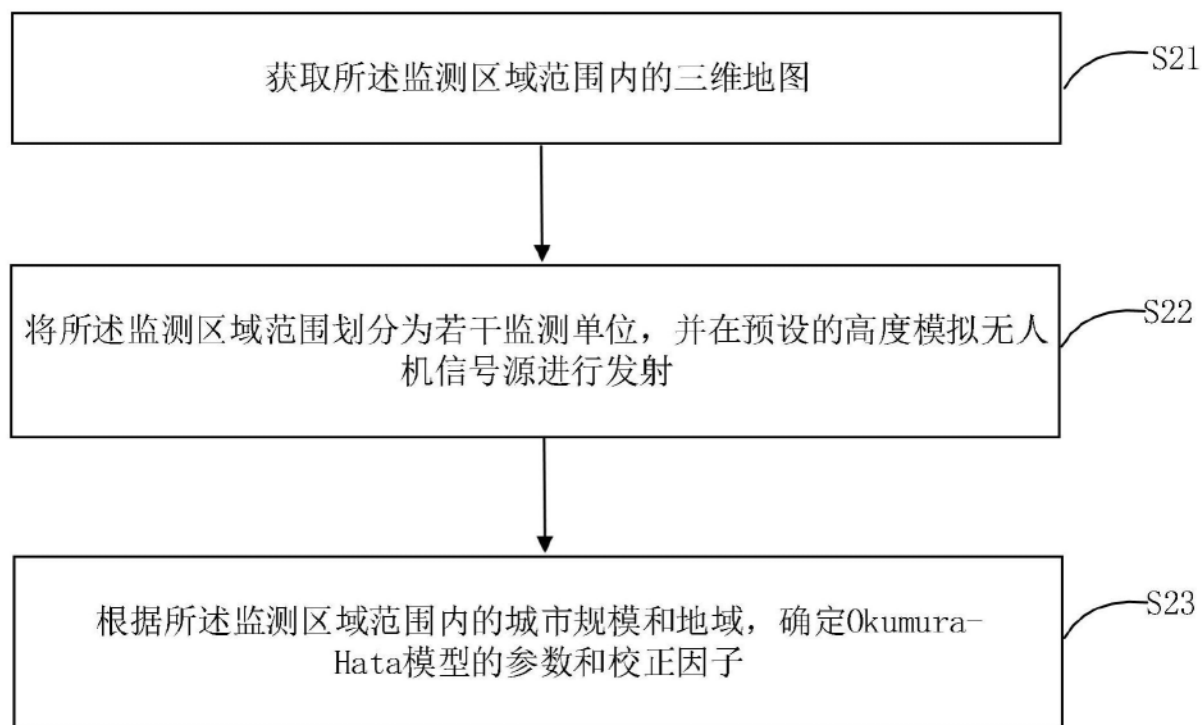 获取所述监测区域范围内的三维地图
S21
将所述监测区域范围划分为若干监测单位，并在预设的高度模拟无人
机信号源进行发射
S22
根据所述监测区域范围内的城市规模和地域，确定Okumura-
Hata模型的参数和校正因子
S23